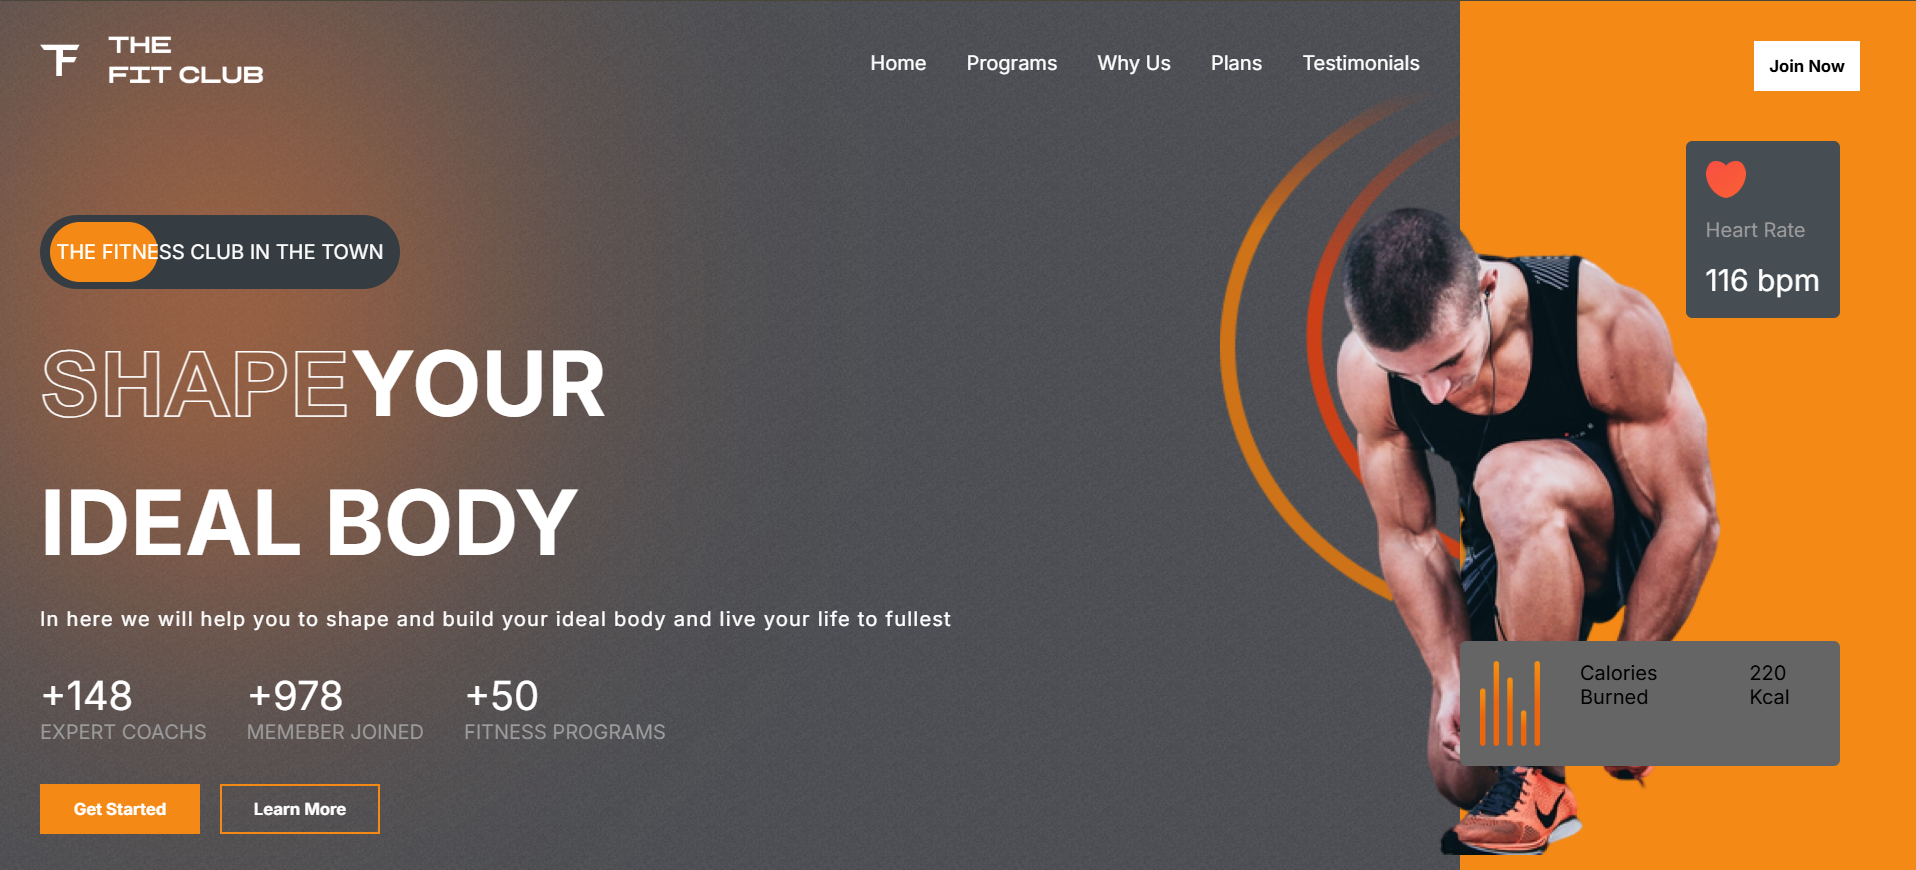 THE
FIT CLUB
Home
Programs
Why Us
Plans
Testimonials
Join Now
THE FITNESS CLUB IN THE TOWN
SHAPEYOUR
IDEAL BODY
In here we will help you to shape and build your ideal body and live your life to fullest
+148
EXPERT COACHS
+978
MEMEBER JOINED
+50
FITNESS PROGRAMS
Get Started
Learn More
Heart Rate
116 bpm
Calories
Burned
220
Kcal